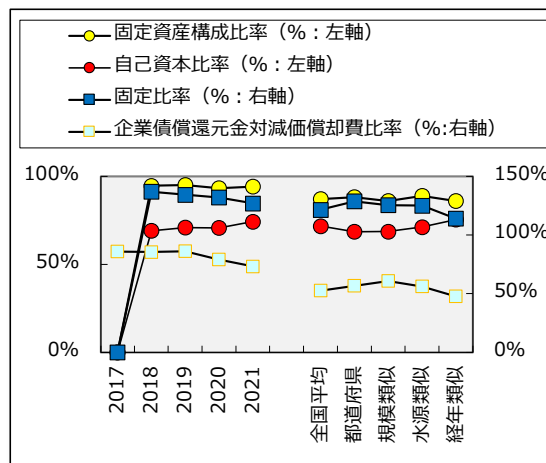 固定資産構成比率（%：左軸）
自己資本比率（%：左軸）
固定比率（%：右軸）
企業債償還元金対減価償却費比率（%:右軸）
100%
50%
0%
150%
100%
50%
0%
2017
2018
2019
2020
2021
全国平均
都道府県
規模類似
水源類似
経年類似